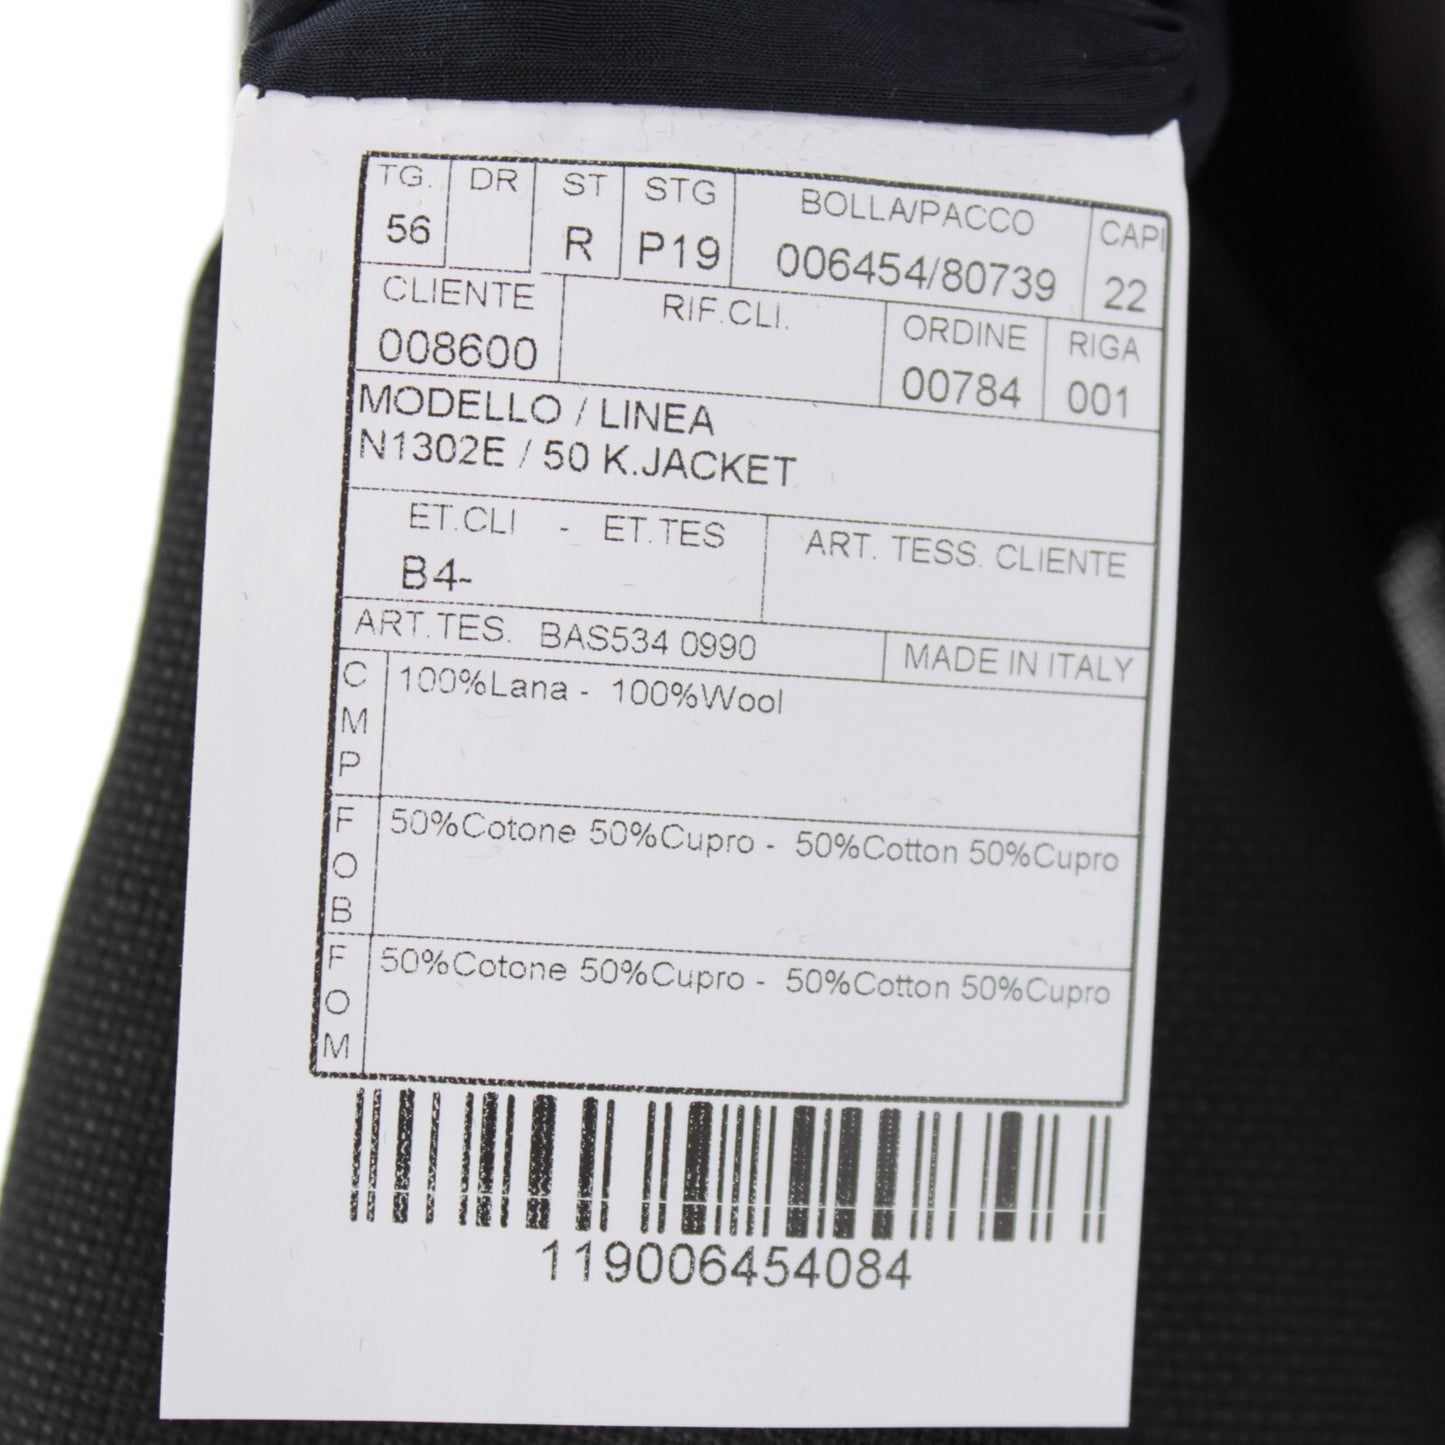 TG. DR ST STG BOLLA/PACCO CAPI
56 R P19 006454/80739 22
CLIENTE RIF.CLI. ORDINE RIGA
008600 00784 001
MODELLO / LINEA
N1302E / 50 K.JACKET
ET.CLI - ET.TES ART. TESS. CLIENTE
B4-
ART.TES. BAS534 0990 MADE IN ITALY
CMP 100%Lana - 100%Wool
FOB 50%Cotone 50%Cupro - 50%Cotton 50%Cupro
FOM 50%Cotone 50%Cupro - 50%Cotton 50%Cupro
119006454084